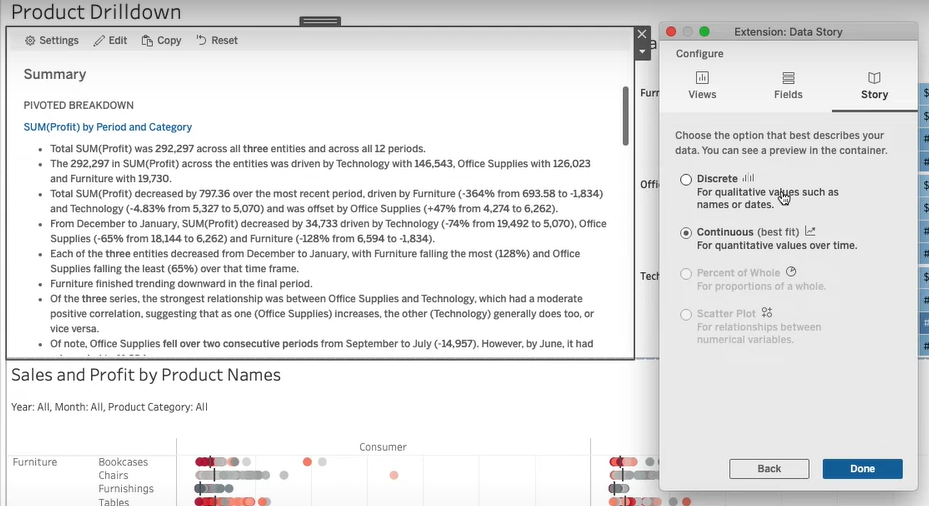 Product Drilldown
Settings Edit Copy Reset
Summary
PIVOTED BREAKDOWN
SUM(Profit) by Period and Category
• Total SUM(Profit) was 292,297 across all three entities and across all 12 periods.
• The 292,297 in SUM(Profit) across the entities was driven by Technology with 146,543, Office Supplies with 126,023
and Furniture with 19,730.
• Total SUM(Profit) decreased by 797.36 over the most recent period, driven by Furniture (-364% from 693.58 to -1,834)
and Technology (-4.83% from 5,327 to 5,070) and was offset by Office Supplies (+47% from 4,274 to 6,262).
• From December to January, SUM(Profit) decreased by 34,733 driven by Technology (-74% from 19,492 to 5,070), Office
Supplies (-65% from 18,144 to 6,262) and Furniture (-128% from 6,594 to -1,834).
• Each of the three entities decreased from December to January, with Furniture falling the most (128%) and Office
Supplies falling the least (65%) over that time frame.
• Furniture finished trending downward in the final period.
• Of the three series, the strongest relationship was between Office Supplies and Technology, which had a moderate
positive correlation, suggesting that as one (Office Supplies) increases, the other (Technology) generally does too, or
vice versa.
• Of note, Office Supplies fell over two consecutive periods from September to July (-14,957). However, by June, it had
Furr
Offi
Tech
Extension: Data Story
Configure
Views Fields Story
Choose the option that best describes your
data. You can see a preview in the container.
Discrete
For qualitative values such as
names or dates.
Continuous (best fit)
For quantitative values over time.
Percent of Whole
For proportions of a whole.
Scatter Plot
For relationships between
numerical variables.
Back Done
Sales and Profit by Product Names
Year: All, Month: All, Product Category: All
Consumer
Furniture Bookcases
Chairs
Furnishings
Tables